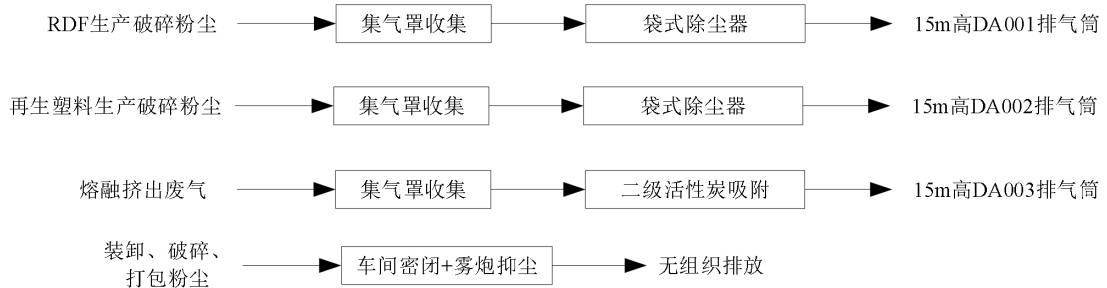 RDF生产破碎粉尘 集气罩收集 袋式除尘器 15m高DA001排气筒
再生塑料生产破碎粉尘 集气罩收集 袋式除尘器 15m高DA002排气筒
熔融挤出废气 集气罩收集 二级活性炭吸附 15m高DA003排气筒
装卸、破碎、
打包粉尘
车间密闭+雾炮抑尘 无组织排放